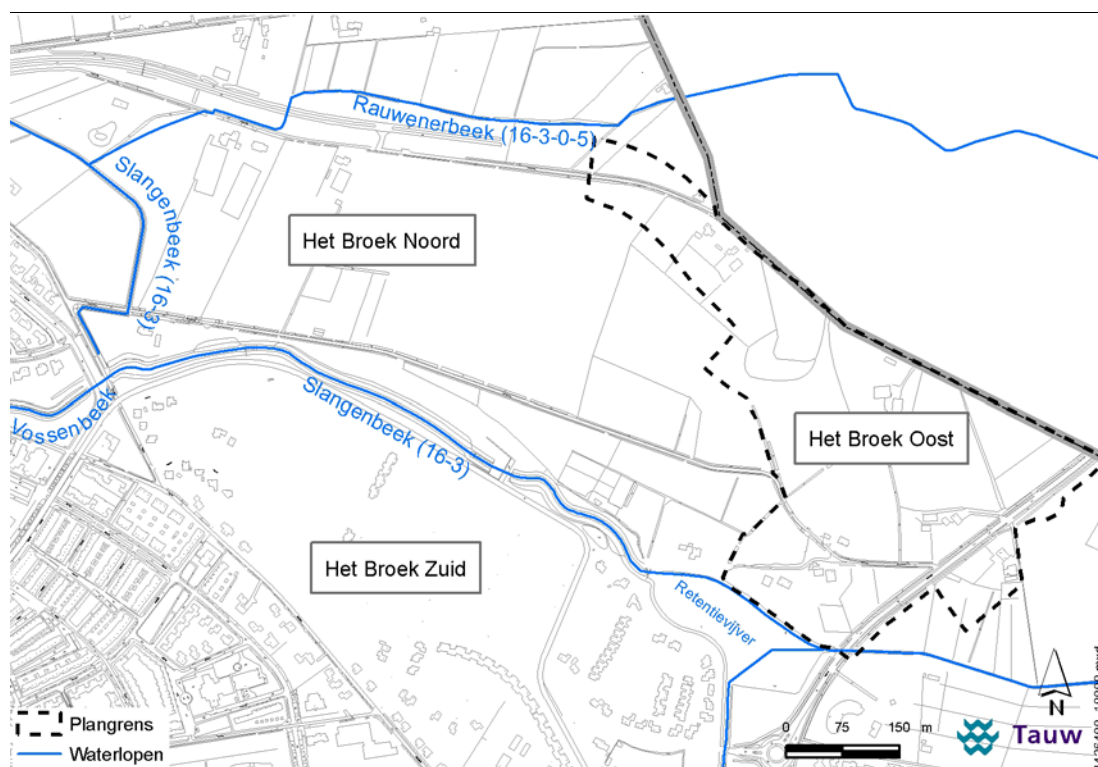 Rauwenerbeek (16-3-0-5)
Slangenbeek (16-3)
Het Broek Noord
Slangenbeek (16-3)
Vossenbeek
Het Broek Oost
Het Broek Zuid
Retentievijver
N
Plangrens
Waterlopen
0 75 150 m
Tauw